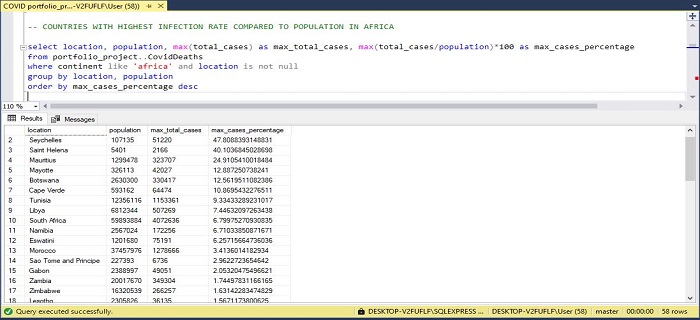 COVID portfolio_pr...-V2FUFLF\User (58))
-- COUNTRIES WITH HIGHEST INFECTION RATE COMPARED TO POPULATION IN AFRICA
select location, population, max(total_cases) as max_total_cases, max(total_cases/population)*100 as max_cases_percentage
from portfolio_project..CovidDeaths
where continent like 'africa' and location is not null
group by location, population
order by max_cases_percentage desc
110 %
Results Messages
location population max_total_cases max_cases_percentage
2 Seychelles 107135 51220 47.8088393148831
3 Saint Helena 5401 2166 40.1036845028698
4 Mauritius 1299478 323707 24.9105410018484
5 Mayotte 326113 42027 12.887250738241
6 Botswana 2630300 330417 12.5619511082386
7 Cape Verde 593162 64474 10.8695432276511
8 Tunisia 12356116 1153361 9.33433289231017
9 Libya 6812344 507269 7.44632097263438
10 South Africa 59893884 4072636 6.79975270930835
11 Namibia 2567024 172256 6.71033850871671
12 Eswatini 1201680 75191 6.25715664736036
13 Morocco 37457976 1278666 3.4136014182934
14 Sao Tome and Principe 227393 6736 2.9622723654642
15 Gabon 2388997 49051 2.05320475496621
16 Zambia 20017670 349304 1.74497831166165
17 Zimbabwe 16320539 266257 1.63142283474829
18 Lesotho 2305826 36135 1.5671173800625
Query executed successfully. DESKTOP-V2FUFLF\SQLEXPRESS ... DESKTOP-V2FUFLF\User (58) master 00:00:00 58 rows